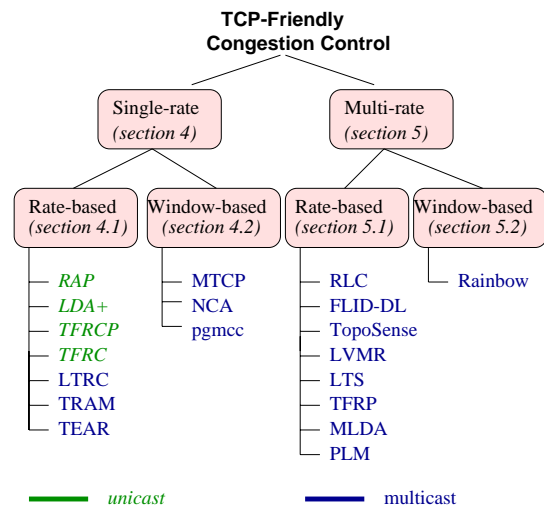 TCP-Friendly
Congestion Control
Single-rate
(section 4)
Multi-rate
(section 5)
Rate-based
(section 4.1)
Window-based
(section 4.2)
Rate-based
(section 5.1)
Window-based
(section 5.2)
RAP
LDA+
TFRCP
TFRC
LTRC
TRAM
TEAR
MTCP
NCA
pgmcc
RLC
FLID-DL
TopoSense
LVMR
LTS
TFRP
MLDA
PLM
Rainbow
unicast
multicast